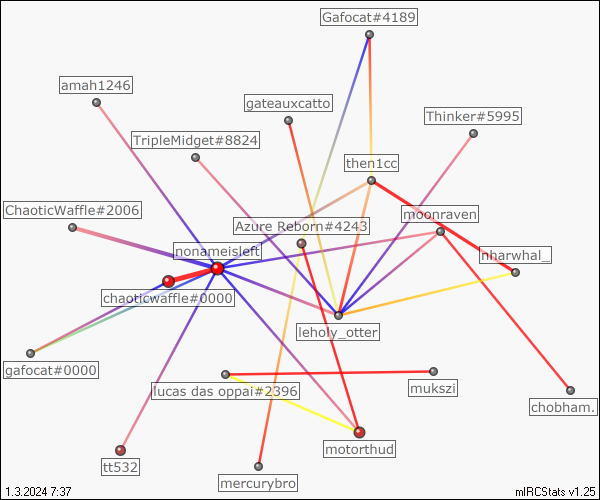 Gafocat#4189
amah1246
gateauxcatto
Thinker#5995
TripleMidget#8824
then1cc
ChaoticWaffle#2006
moonraven
Azure Reborn#4243
nonameisleft
nharwhal_
chaoticwaffle#0000
leholy_otter
gafocat#0000
lucas das oppai#2396
mukszi
chobham.
motorthud
tt532
mercurybro
1.3.2024 7:37
mIRCStats v1.25